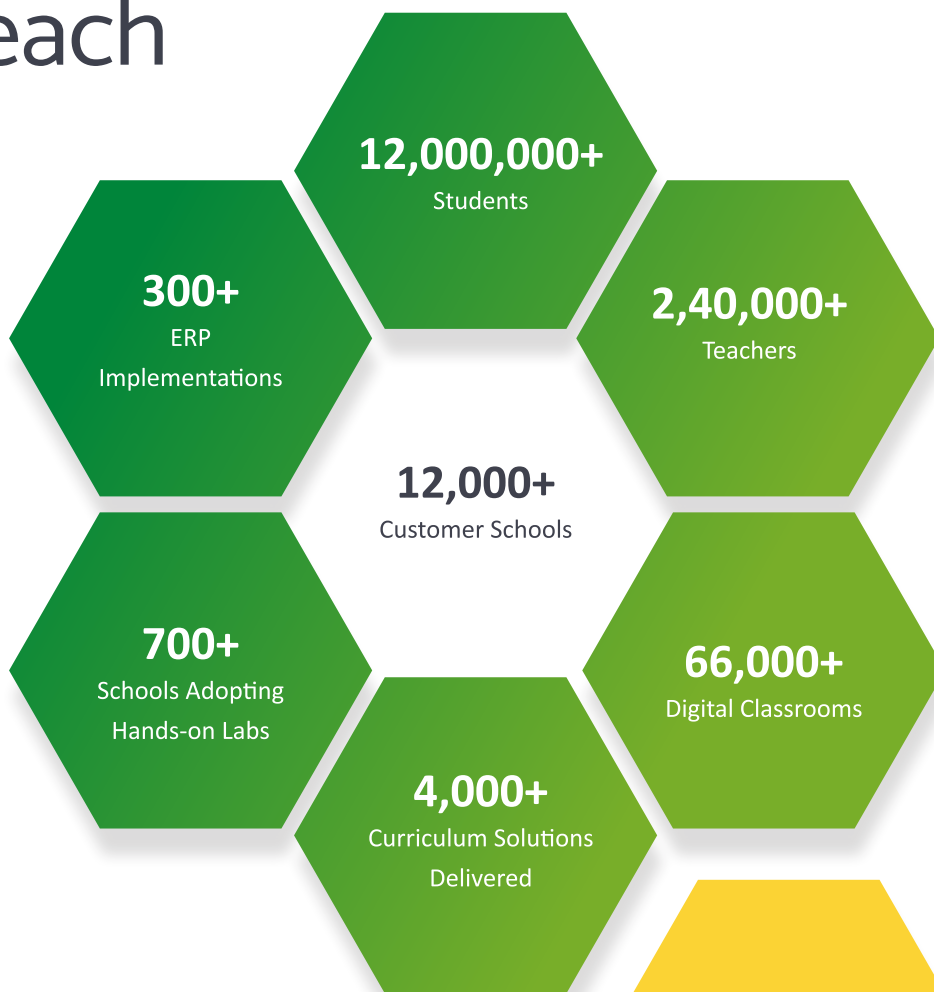 each
12,000,000+
Students
300+
ERP
Implementations
2,40,000+
Teachers
12,000+
Customer Schools
700+
Schools Adopting
Hands-on Labs
66,000+
Digital Classrooms
4,000+
Curriculum Solutions
Delivered